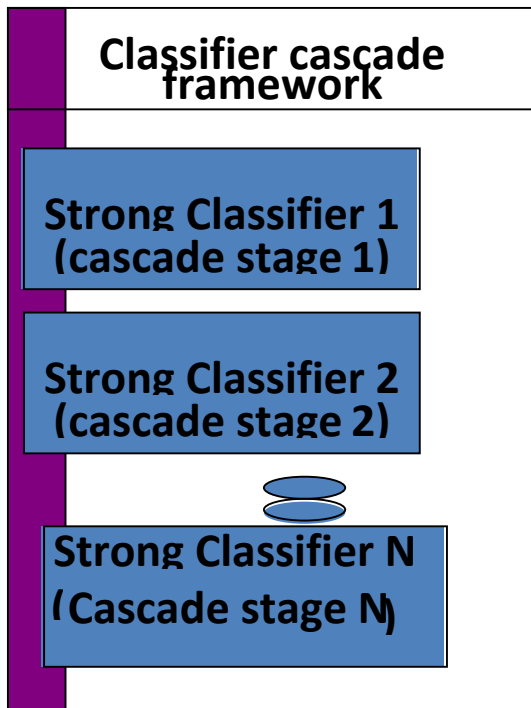 Classifier cascade
framework
Strong Classifier 1
(cascade stage 1)
Strong Classifier 2
(cascade stage 2)
Strong Classifier N
(Cascade stage N)